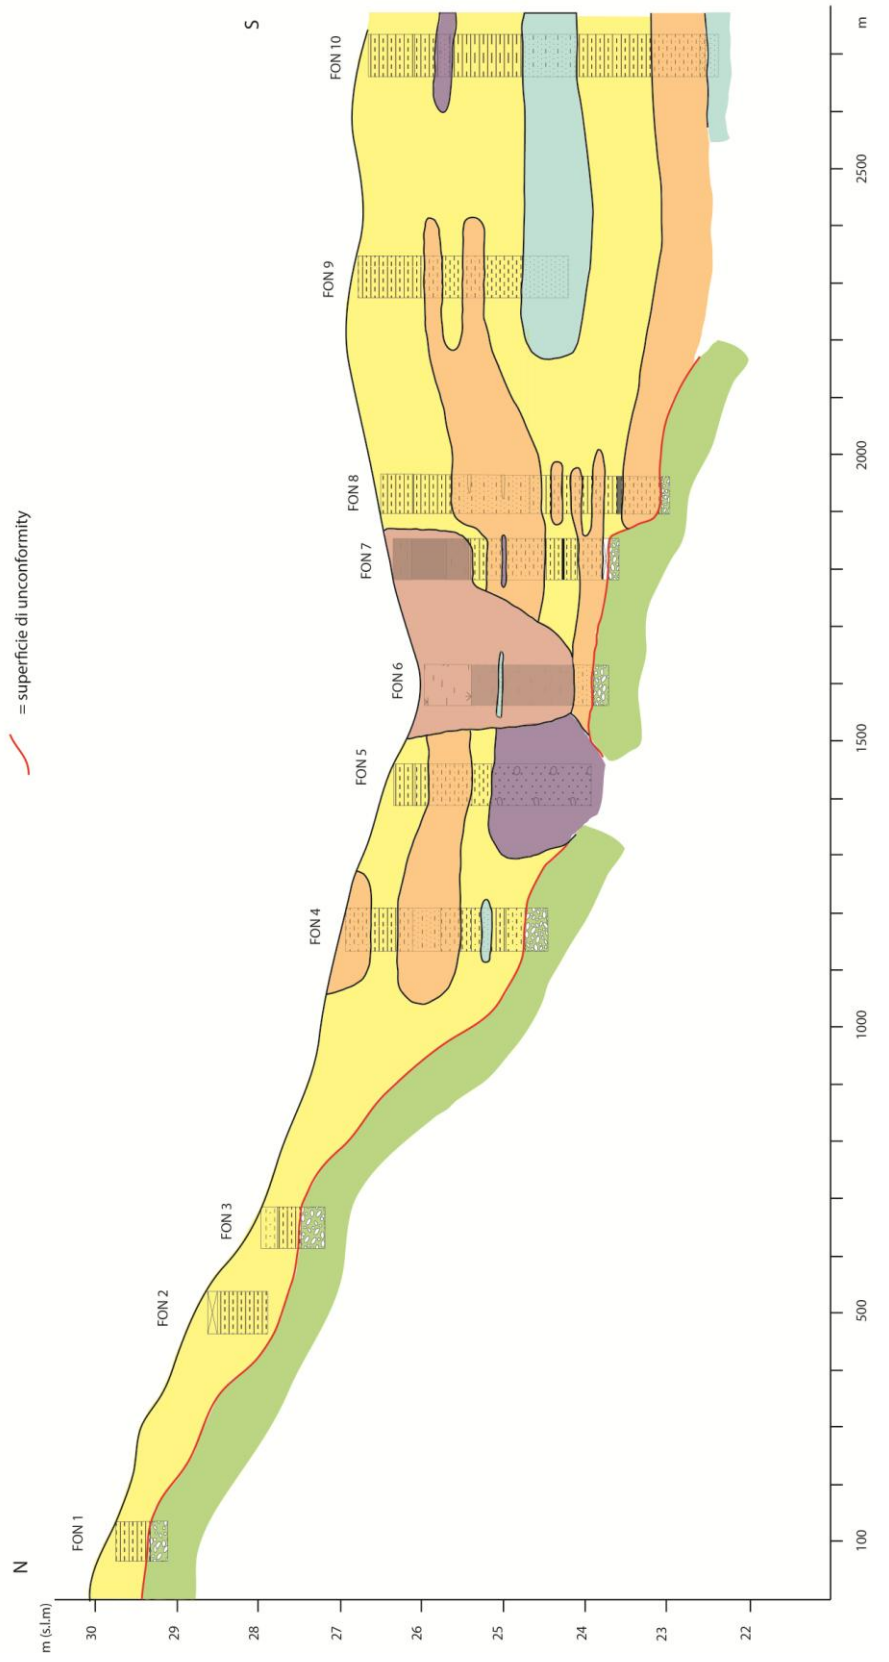 = superficie di unconformity
N
S
FON 1
FON 2
FON 3
FON 4
FON 5
FON 6
FON 7
FON 8
FON 9
FON 10
m (s.l.m)
30
29
28
27
26
25
24
23
22
100
500
1000
1500
2000
2500
m